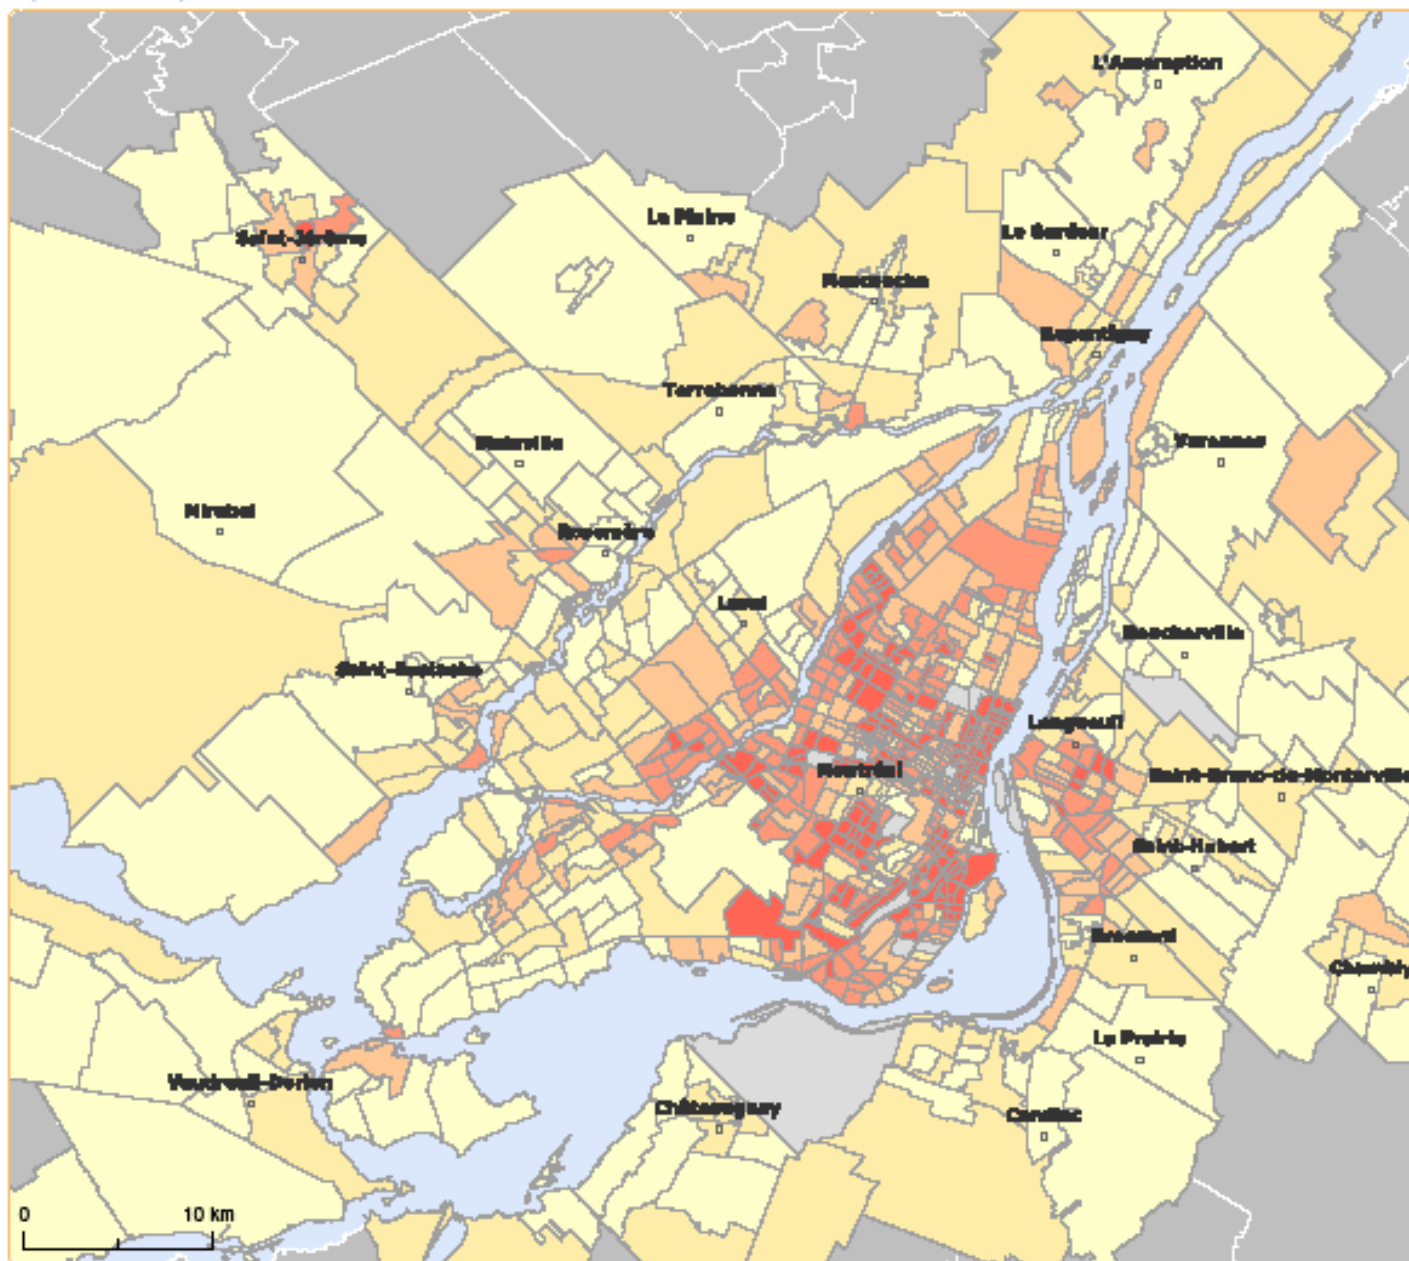 L'Assomption
La Plaine
Le Gardeur
Saint-Jérôme
Mascouche
Repentigny
Terrebonne
Blainville
Varennes
Mirabel
Rosemère
Laval
Boucherville
Saint-Eustache
Longueuil
Montréal
Saint-Bruno-de-Montarville
Saint-Hubert
Brossard
Chambly
La Prairie
Vaudreuil-Dorion
Châteauguay
Candiac
0 10 km